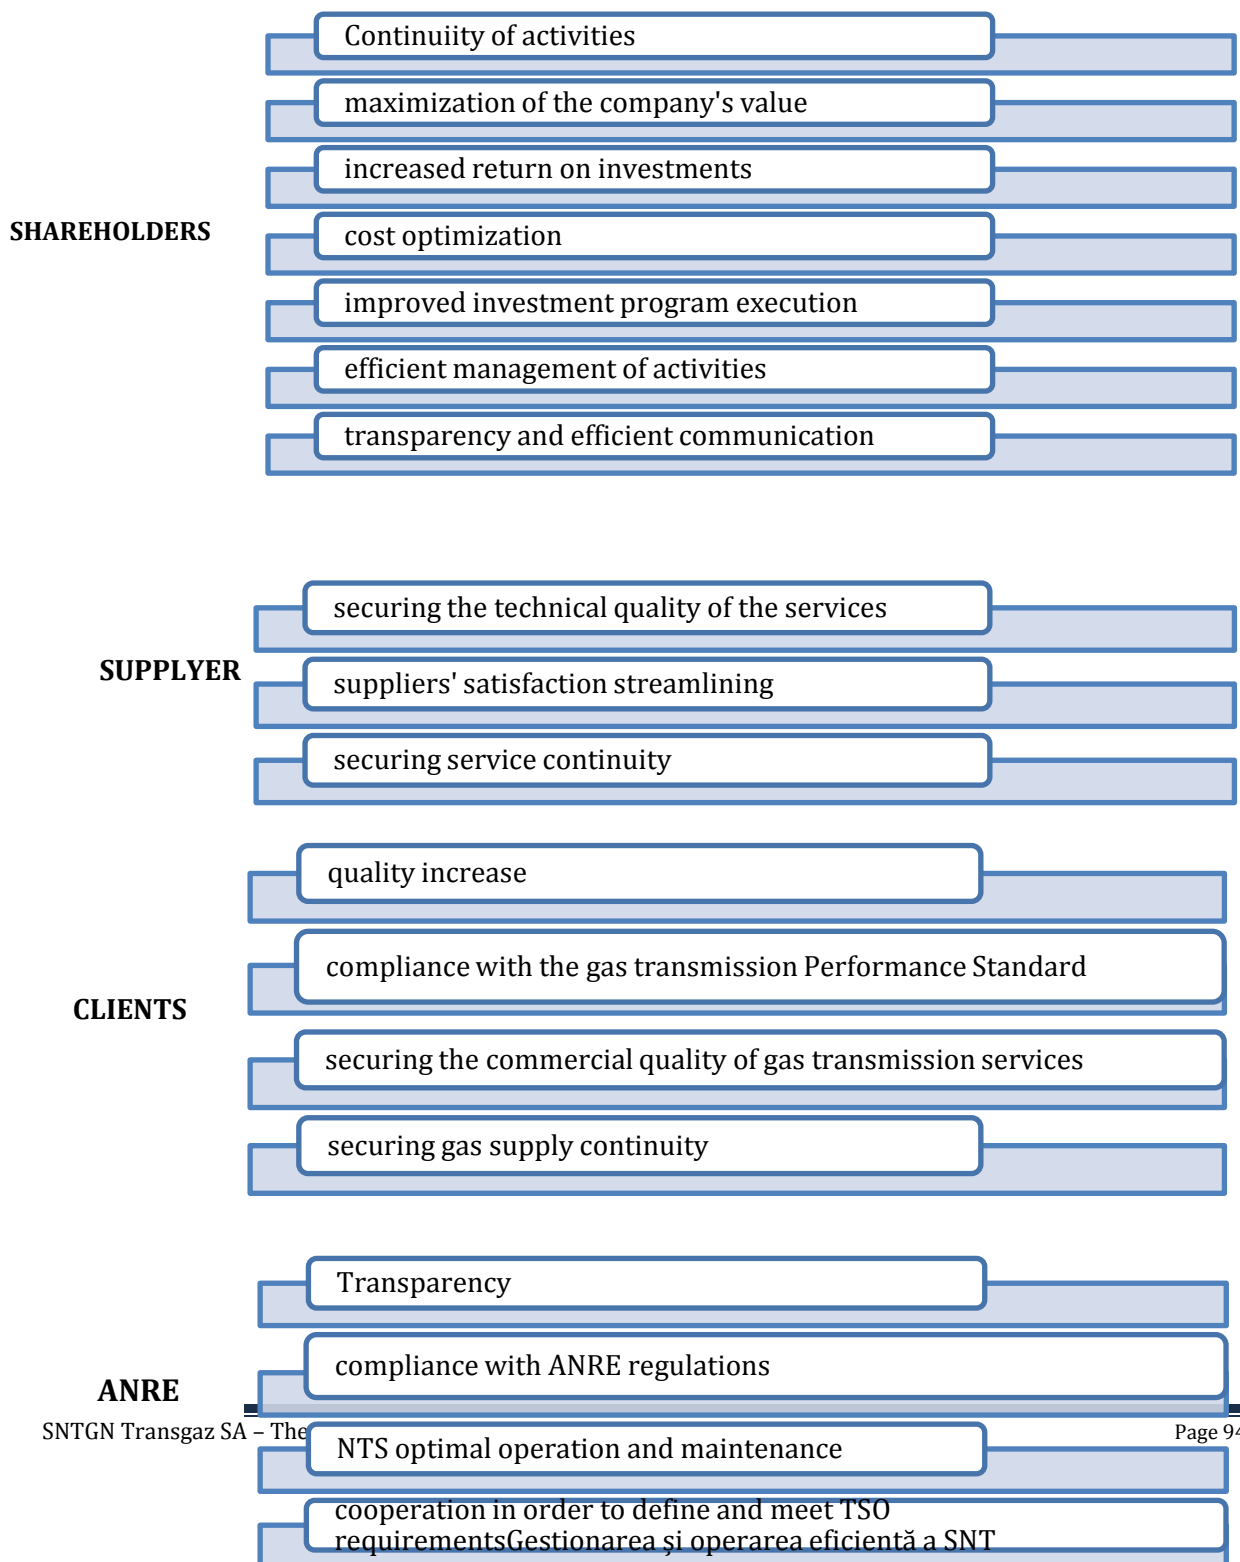 Continuiity of activities
maximization of the company's value
increased return on investments
SHAREHOLDERS
cost optimization
improved investment program execution
efficient management of activities
transparency and efficient communication
securing the technical quality of the services
SUPPLYER
suppliers' satisfaction streamlining
securing service continuity
quality increase
compliance with the gas transmission Performance Standard
CLIENTS
securing the commercial quality of gas transmission services
securing gas supply continuity
Transparency
compliance with ANRE regulations
ANRE
SNTGN Transgaz SA – The
Page 94
NTS optimal operation and maintenance
cooperation in order to define and meet TSO
requirementsGestionarea și operarea eficientă a SNT